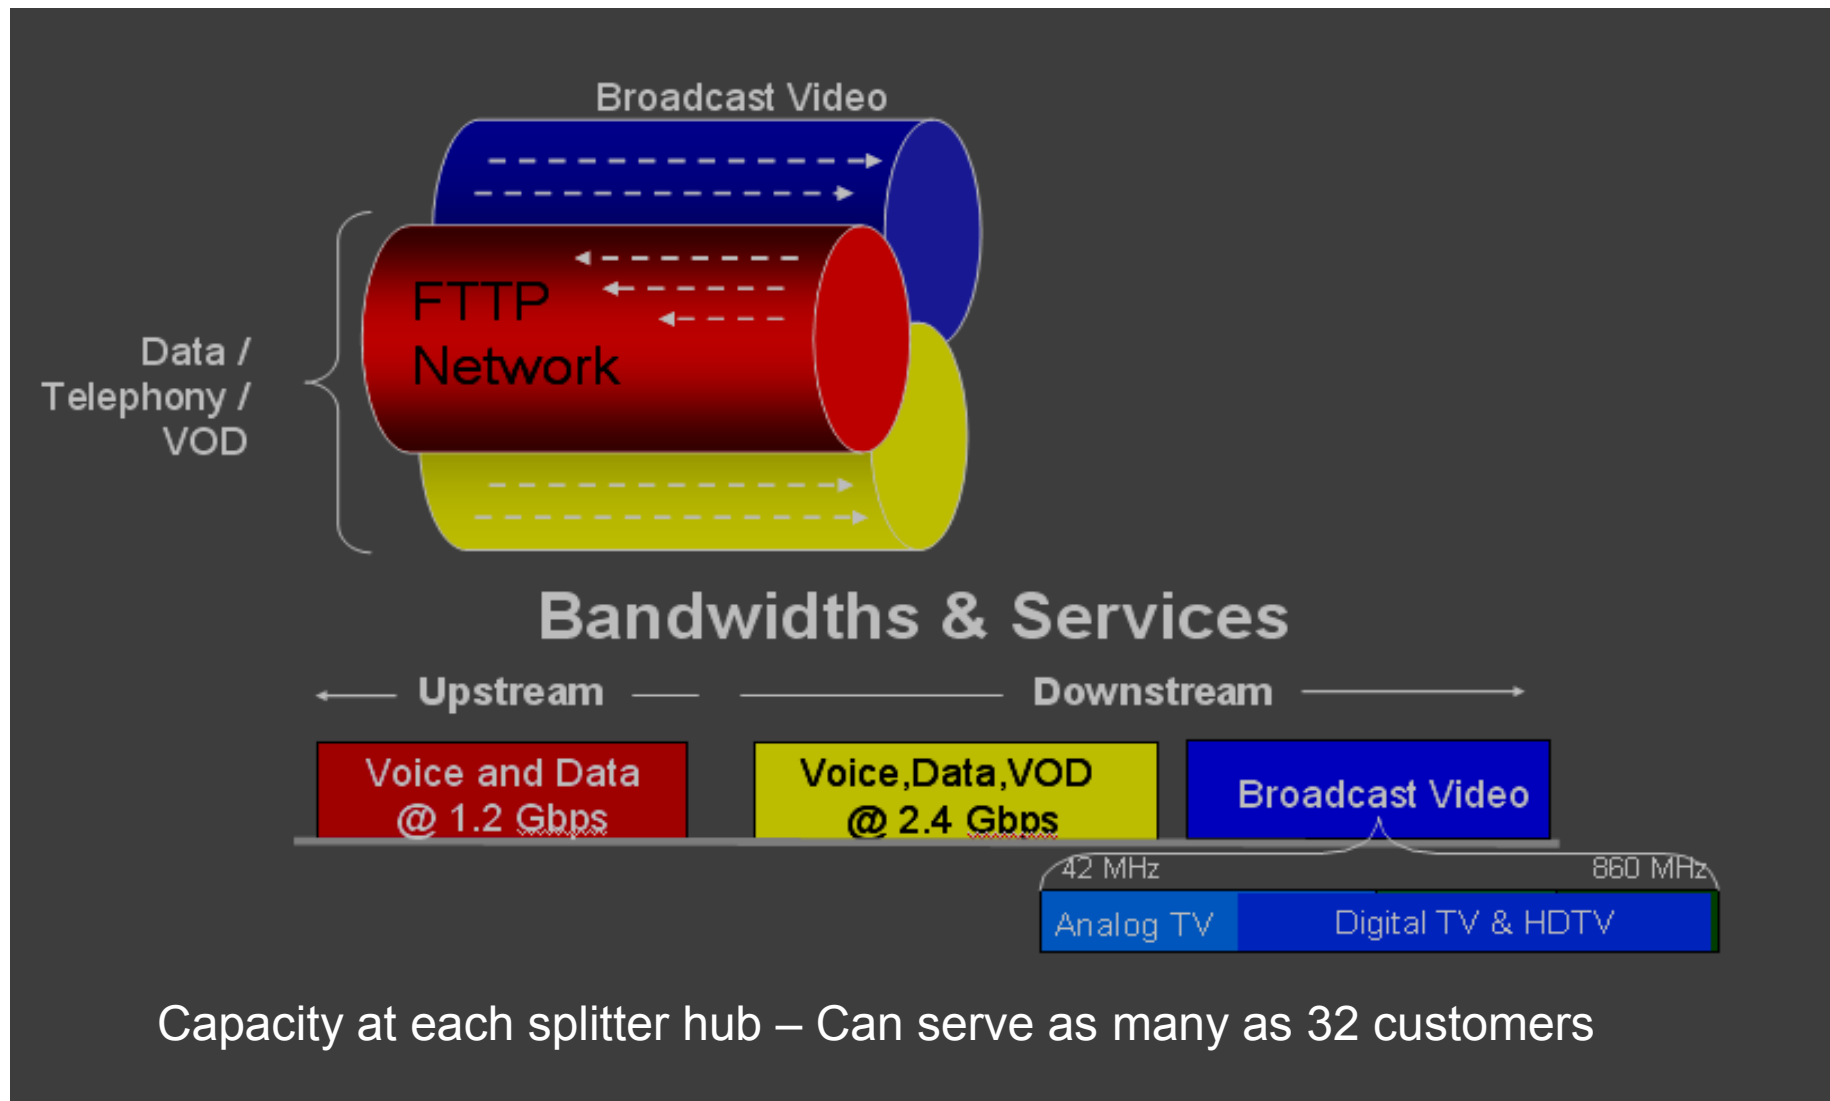 Broadcast Video
FTTP
Network
Data /
Telephony /
VOD
Bandwidths & Services
Upstream
Downstream
Voice and Data
@ 1.2 Gbps
Voice,Data,VOD
@ 2.4 Gbps
Broadcast Video
42 MHz
860 MHz
Analog TV
Digital TV & HDTV
Capacity at each splitter hub – Can serve as many as 32 customers